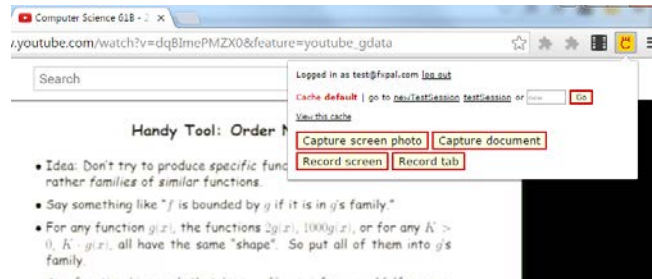 Computer Science 61B -
.youtube.com/watch?v=dqBImePMZX0&feature=youtube_gdata
Search
Logged in as test@fxpal.com log out
Cache default | go to newTestSession testSession or new Go
View this cache
Capture screen photo Capture document
Record screen Record tab
Handy Tool: Order
• Idea: Don't try to produce specific func
rather families of similar functions.
• Say something like "f is bounded by g if it is in g's family."
• For any function g(x), the functions 2g(x), 1000g(x), or for any K >
0, K · g(x), all have the same "shape". So put all of them into g's
family.